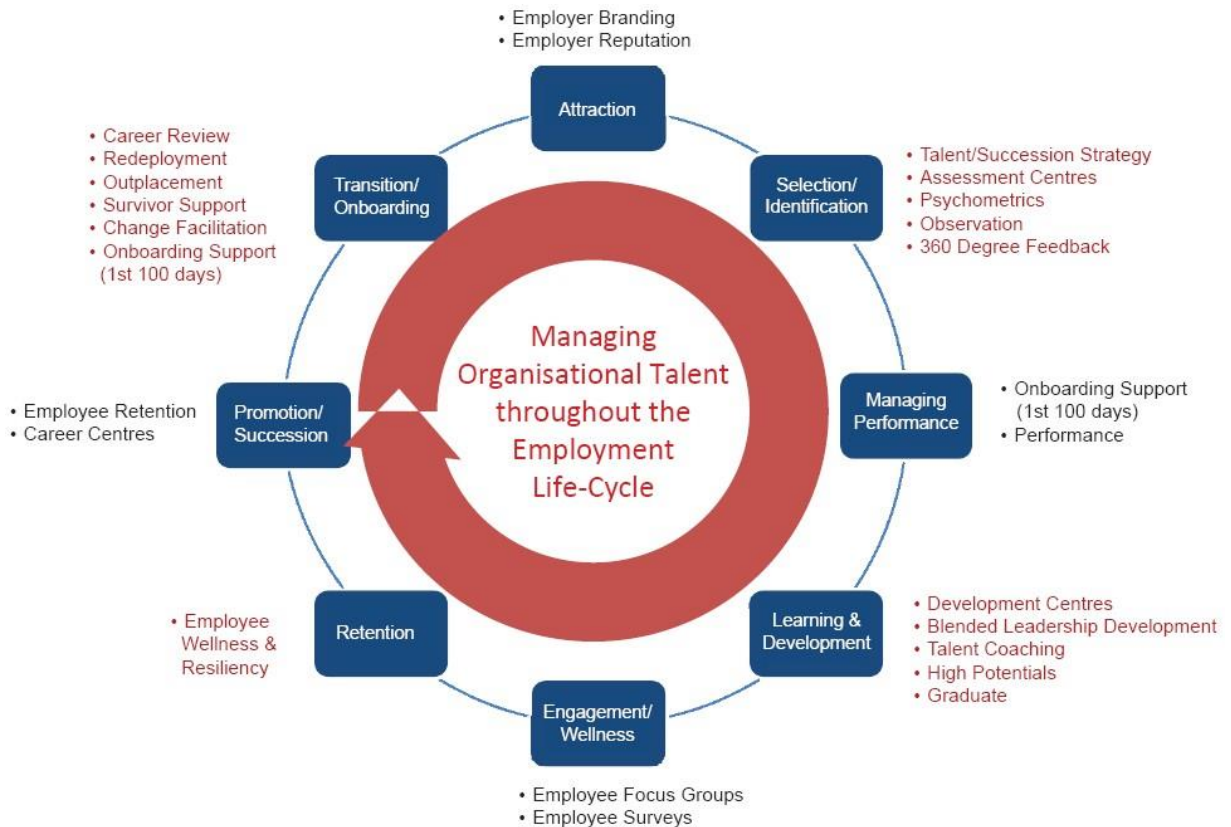 • Employer Branding
• Employer Reputation
Attraction
• Career Review
• Redeployment
• Outplacement
• Survivor Support
• Change Facilitation
• Onboarding Support
(1st 100 days)
Transition/
Onboarding
Selection/
Identification
• Talent/Succession Strategy
• Assessment Centres
• Psychometrics
• Observation
• 360 Degree Feedback
Managing
Organisational Talent
throughout the
Employment
Life-Cycle
• Employee Retention
• Career Centres
Promotion/
Succession
Managing
Performance
• Onboarding Support
(1st 100 days)
• Performance
• Employee
Wellness &
Resiliency
Retention
Learning &
Development
• Development Centres
• Blended Leadership Development
• Talent Coaching
• High Potentials
• Graduate
Engagement/
Wellness
• Employee Focus Groups
• Employee Surveys